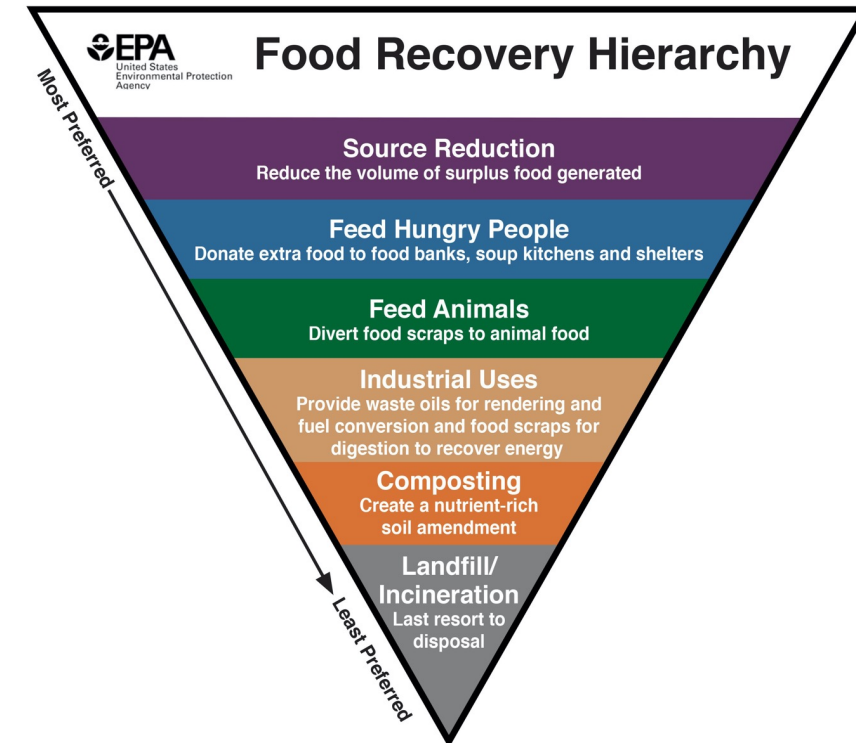 EPA
United States
Environmental Protection
Agency
Food Recovery Hierarchy
Most Preferred
Source Reduction
Reduce the volume of surplus food generated
Feed Hungry People
Donate extra food to food banks, soup kitchens and shelters
Feed Animals
Divert food scraps to animal food
Industrial Uses
Provide waste oils for rendering and
fuel conversion and food scraps for
digestion to recover energy
Composting
Create a nutrient-rich
soil amendment
Landfill/
Incineration
Last resort to
disposal
Least Preferred